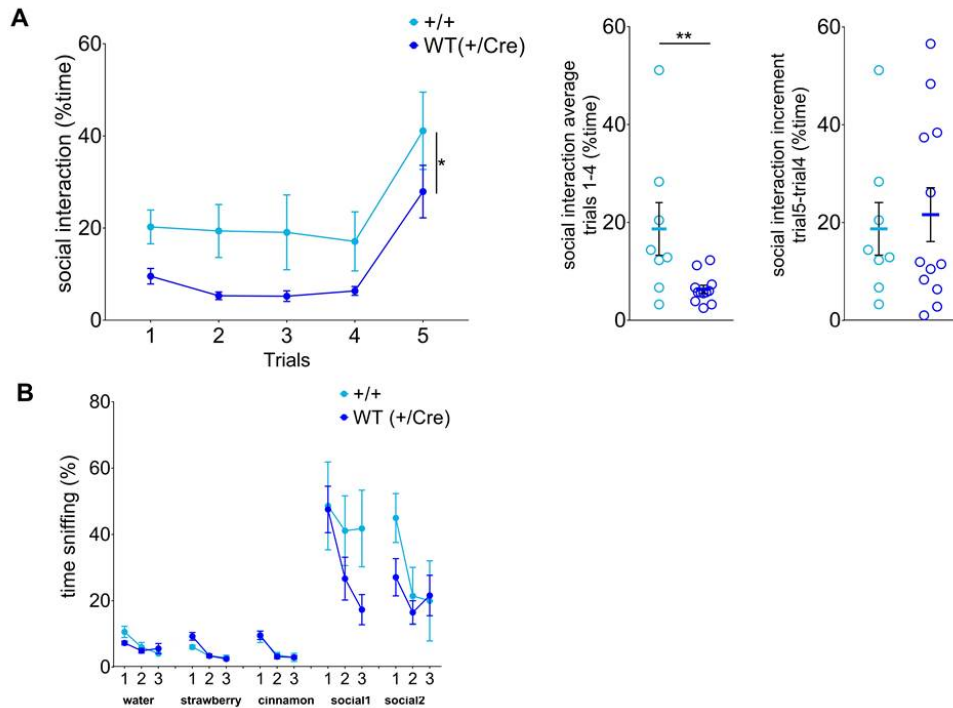 A
+/+
WT(+/Cre)
social interaction (%time)
60
40
20
0
*
1 2 3 4 5
Trials
social interaction average
trials 1-4 (%time)
60
40
20
0
**
social interaction increment
trial5-trial4 (%time)
60
40
20
0
B
+/+
WT (+/Cre)
time sniffing (%)
80
60
40
20
0
1 2 3 1 2 3 1 2 3 1 2 3 1 2 3
water strawberry cinnamon social1 social2